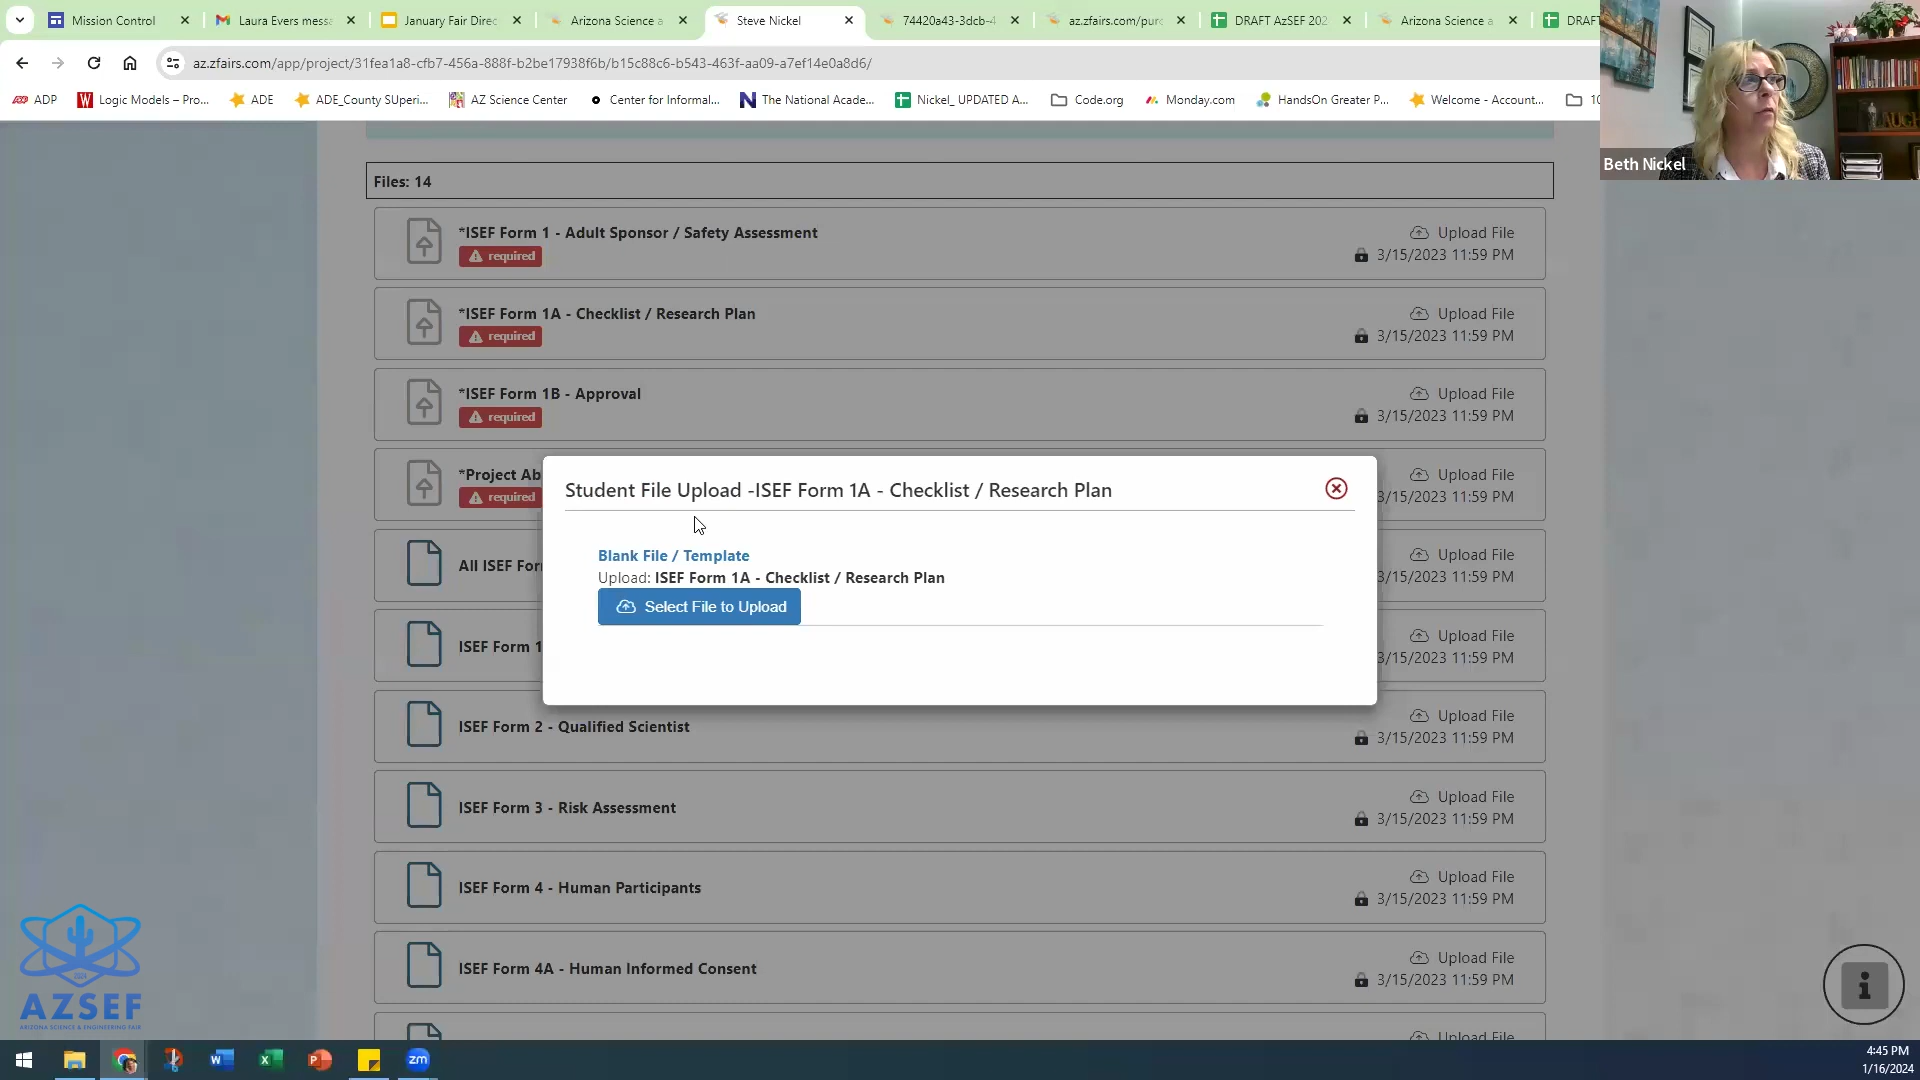 Mission Control
Laura Evers messa
January Fair Direc
Arizona Science a
Steve Nickel
74420a43-3dcb-4
az.zfairs.com/pur
DRAFT AzSEF 202
Arizona Science a
DRAFT
az.zfairs.com/app/project/31fea1a8-cfb7-456a-888f-b2be17938f6b/b15c88c6-b543-463f-aa09-a7ef14e0a8d6/
ADP
Logic Models – Pro...
ADE
ADE_County SUperi...
AZ Science Center
Center for Informal...
The National Acade...
Nickel_ UPDATED A...
Code.org
Monday.com
HandsOn Greater P...
Welcome - Account...
10
Beth Nickel
Files: 14
*ISEF Form 1 - Adult Sponsor / Safety Assessment
required
Upload File
3/15/2023 11:59 PM
*ISEF Form 1A - Checklist / Research Plan
required
Upload File
3/15/2023 11:59 PM
*ISEF Form 1B - Approval
required
Upload File
3/15/2023 11:59 PM
*Project Ab
required
Upload File
3/15/2023 11:59 PM
Student File Upload -ISEF Form 1A - Checklist / Research Plan
Blank File / Template
Upload: ISEF Form 1A - Checklist / Research Plan
Select File to Upload
All ISEF For
Upload File
3/15/2023 11:59 PM
ISEF Form 1
Upload File
3/15/2023 11:59 PM
ISEF Form 2 - Qualified Scientist
Upload File
3/15/2023 11:59 PM
ISEF Form 3 - Risk Assessment
Upload File
3/15/2023 11:59 PM
ISEF Form 4 - Human Participants
Upload File
3/15/2023 11:59 PM
ISEF Form 4A - Human Informed Consent
Upload File
3/15/2023 11:59 PM
Upload File
AZSEF
ARIZONA SCIENCE & ENGINEERING FAIR
4:45 PM
1/16/2024